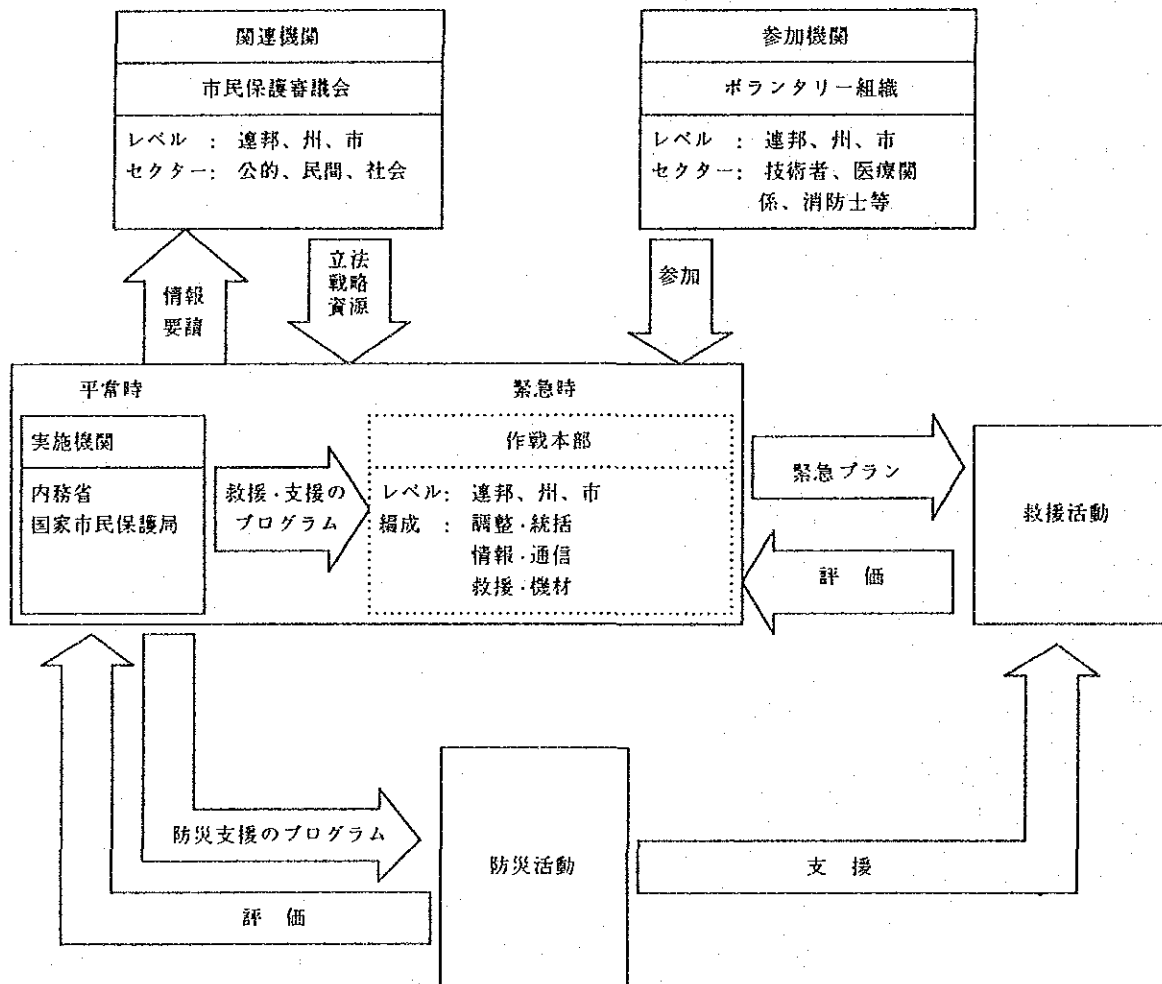 関連機関
市民保護審議会
レベル : 連邦、州、市
セクター: 公的、民間、社会
参加機関
ボランタリー組織
レベル : 連邦、州、市
セクター: 技術者、医療関
係、消防士等
情報
要請
立法
戦略
資源
参加
平常時
緊急時
実施機関
内務省
国家市民保護局
救援・支援の
プログラム
作戦本部
レベル: 連邦、州、市
編成 : 調整・統括
情報・通信
救援・機材
緊急プラン
評 価
救援活動
防災支援のプログラム
評 価
防災活動
支 援